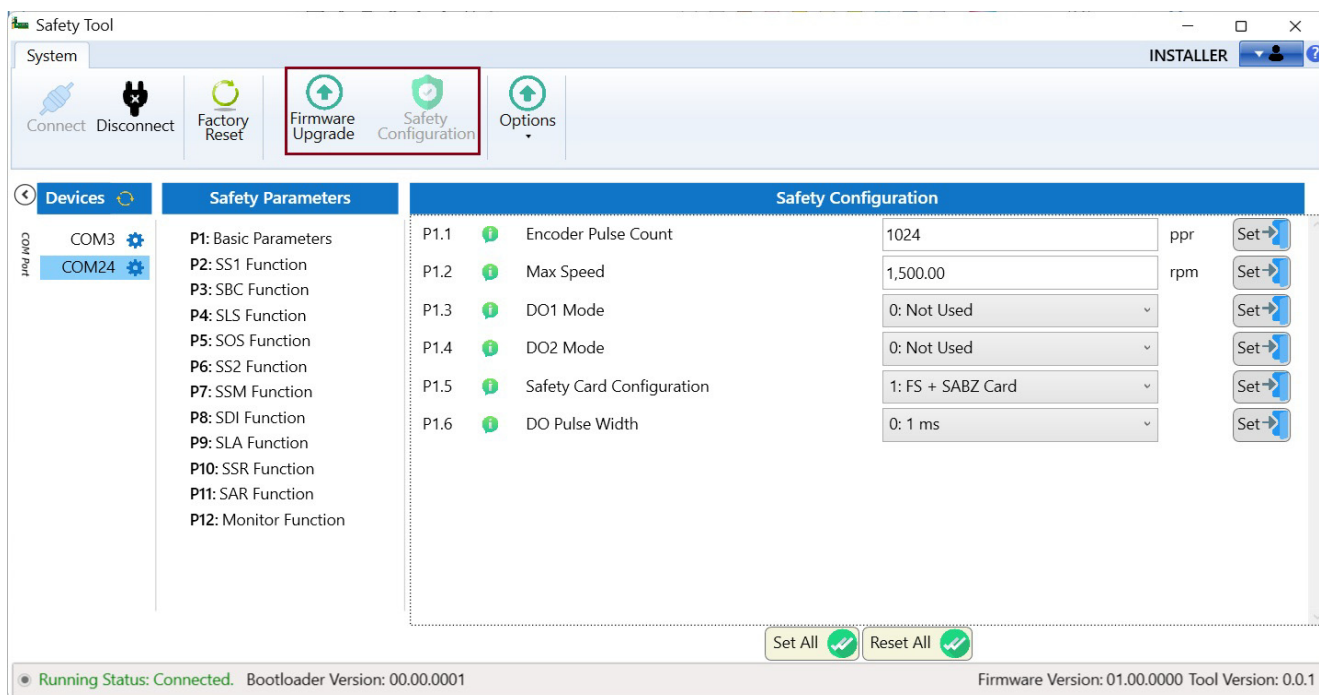 Safety Tool
System
INSTALLER
?
Connect
Disconnect
Factory
Reset
Firmware
Upgrade
Safety
Configuration
Options
Devices
Safety Parameters
Safety Configuration
COM Port
COM3
COM24
P1: Basic Parameters
P2: SS1 Function
P3: SBC Function
P4: SLS Function
P5: SOS Function
P6: SS2 Function
P7: SSM Function
P8: SDI Function
P9: SLA Function
P10: SSR Function
P11: SAR Function
P12: Monitor Function
P1.1 Encoder Pulse Count 1024 ppr Set
P1.2 Max Speed 1,500.00 rpm Set
P1.3 DO1 Mode 0: Not Used Set
P1.4 DO2 Mode 0: Not Used Set
P1.5 Safety Card Configuration 1: FS + SABZ Card Set
P1.6 DO Pulse Width 0: 1 ms Set
Set All Reset All
Running Status: Connected. Bootloader Version: 00.00.0001 Firmware Version: 01.00.0000 Tool Version: 0.0.1